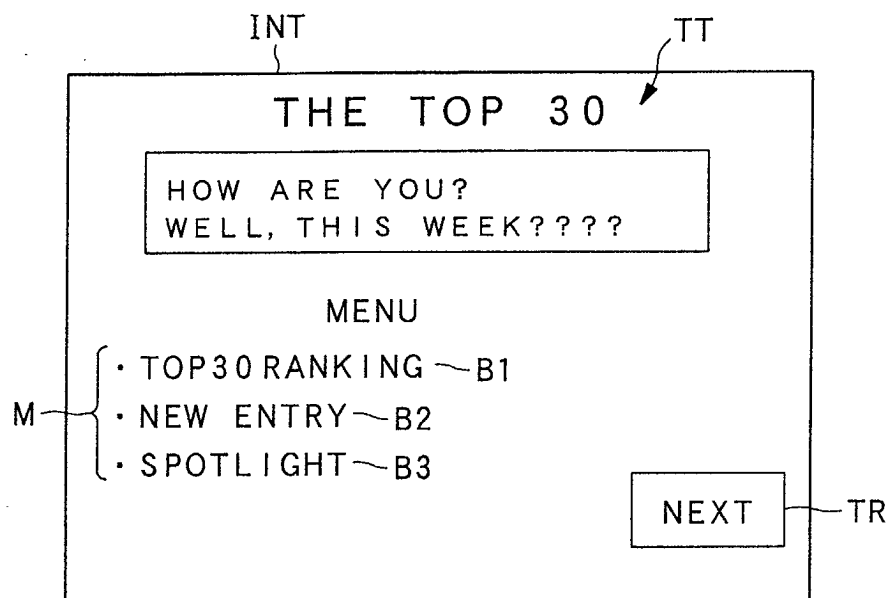 INT
TT
THE TOP 30
HOW ARE YOU?
WELL, THIS WEEK????
MENU
M
・TOP30RANKING B1
・NEW ENTRY B2
・SPOTLIGHT B3
NEXT TR